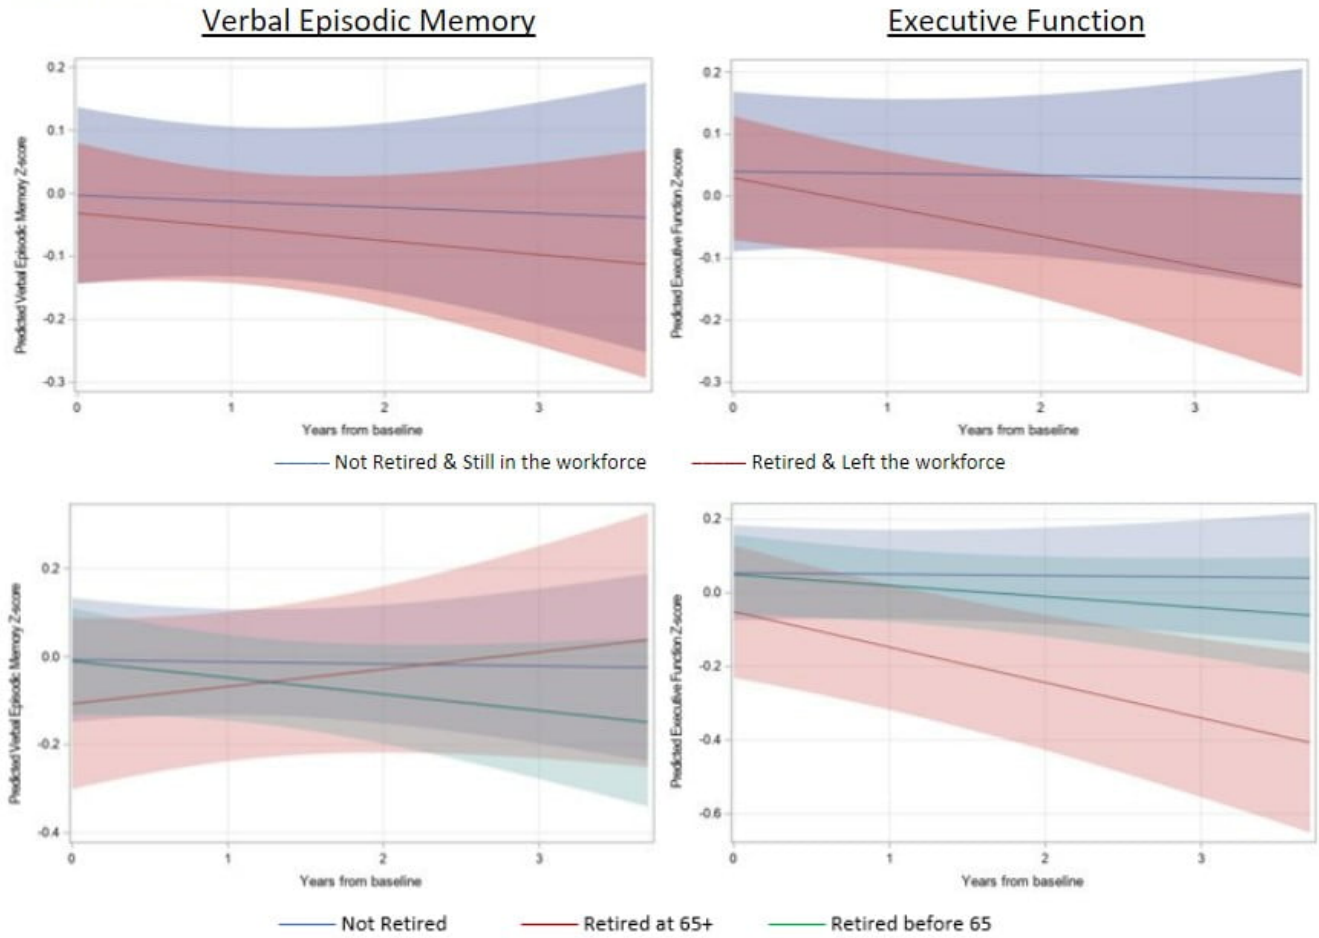 Verbal Episodic Memory
Executive Function
Predicted Verbal Episodic Memory Z-score
0.2
0.1
0.0
-0.1
-0.2
-0.3
0 1 2 3
Years from baseline
Predicted Executive Function Z-score
0.2
0.1
0.0
-0.1
-0.2
-0.3
0 1 2 3
Years from baseline
Not Retired & Still in the workforce
Retired & Left the workforce
Predicted Verbal Episodic Memory Z-score
0.2
0.0
-0.2
-0.4
0 1 2 3
Years from baseline
Predicted Executive Function Z-score
0.2
0.0
-0.2
-0.4
-0.6
0 1 2 3
Years from baseline
Not Retired
Retired at 65+
Retired before 65